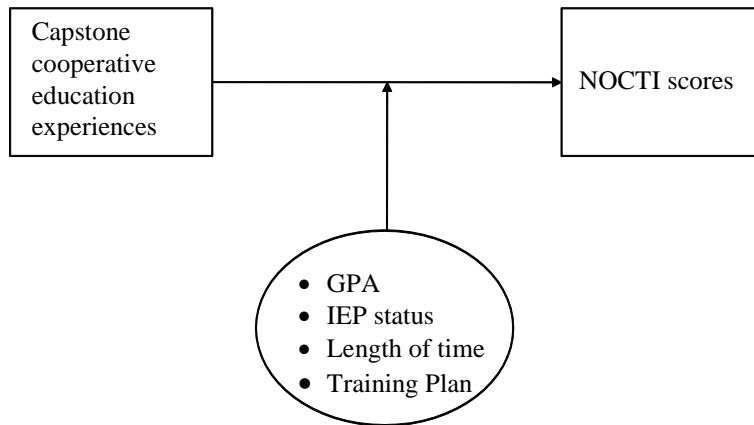 Capstone
cooperative
education
experiences
NOCTI scores
• GPA
• IEP status
• Length of time
• Training Plan